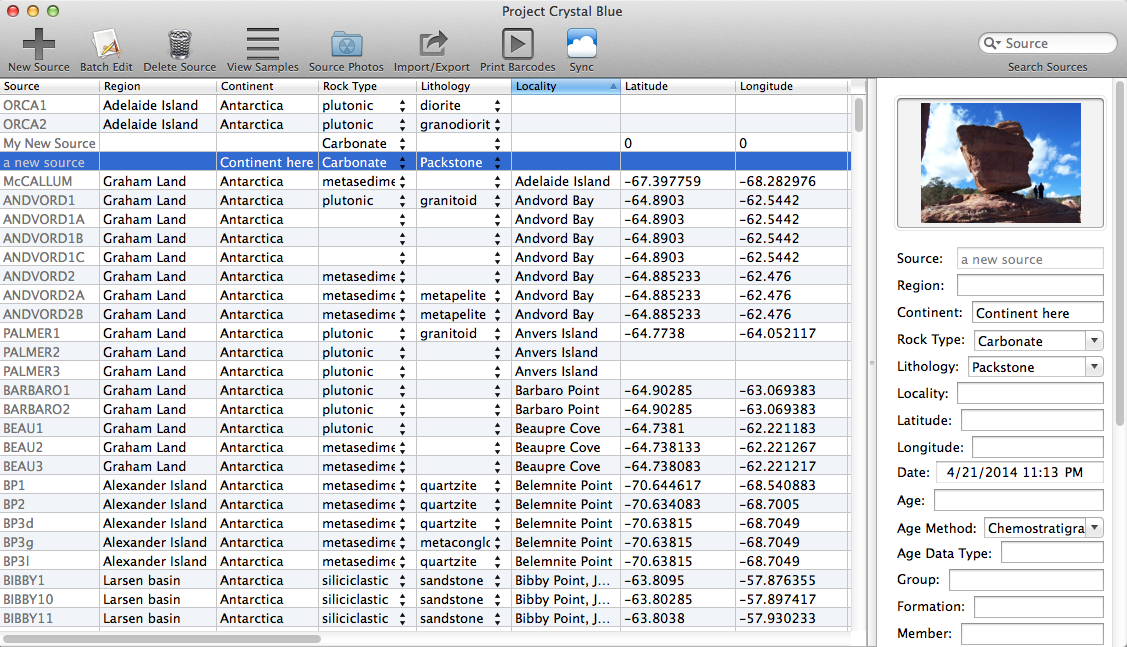 Project Crystal Blue
New Source Batch Edit Delete Source View Samples Source Photos Import/Export Print Barcodes Sync Source Search Sources
Source Region Continent Rock Type Lithology Locality Latitude Longitude
ORCA1 Adelaide Island Antarctica plutonic diorite
ORCA2 Adelaide Island Antarctica plutonic granodiorit
My New Source Carbonate 0 0
a new source Continent here Carbonate Packstone
McCALLUM Graham Land Antarctica metasedime Adelaide Island -67.397759 -68.282976
ANDVORD1 Graham Land Antarctica plutonic granitoid Andvord Bay -64.8903 -62.5442
ANDVORD1A Graham Land Antarctica Andvord Bay -64.8903 -62.5442
ANDVORD1B Graham Land Antarctica Andvord Bay -64.8903 -62.5442
ANDVORD1C Graham Land Antarctica Andvord Bay -64.8903 -62.5442
ANDVORD2 Graham Land Antarctica metasedime Andvord Bay -64.885233 -62.476
ANDVORD2A Graham Land Antarctica metasedime metapelite Andvord Bay -64.885233 -62.476
ANDVORD2B Graham Land Antarctica metasedime metapelite Andvord Bay -64.885233 -62.476
PALMER1 Graham Land Antarctica plutonic granitoid Anvers Island -64.7738 -64.052117
PALMER2 Graham Land Antarctica plutonic Anvers Island
PALMER3 Graham Land Antarctica plutonic Anvers Island
BARBARO1 Graham Land Antarctica plutonic Barbaro Point -64.90285 -63.069383
BARBARO2 Graham Land Antarctica plutonic Barbaro Point -64.90285 -63.069383
BEAU1 Graham Land Antarctica plutonic Beaupre Cove -64.7381 -62.221183
BEAU2 Graham Land Antarctica metasedime Beaupre Cove -64.738133 -62.221267
BEAU3 Graham Land Antarctica metasedime Beaupre Cove -64.738083 -62.221217
BP1 Alexander Island Antarctica metasedime quartzite Belemnite Point -70.644617 -68.540883
BP2 Alexander Island Antarctica metasedime quartzite Belemnite Point -70.634083 -68.7005
BP3d Alexander Island Antarctica metasedime quartzite Belemnite Point -70.63815 -68.7049
BP3g Alexander Island Antarctica metasedime metaconglo Belemnite Point -70.63815 -68.7049
BP3l Alexander Island Antarctica metasedime quartzite Belemnite Point -70.63815 -68.7049
BIBBY1 Larsen basin Antarctica siliciclastic sandstone Bibby Point, J... -63.8095 -57.876355
BIBBY10 Larsen basin Antarctica siliciclastic sandstone Bibby Point, J... -63.80285 -57.897417
BIBBY11 Larsen basin Antarctica siliciclastic sandstone Bibby Point, J... -63.8038 -57.930233
Source: a new source
Region:
Continent: Continent here
Rock Type: Carbonate
Lithology: Packstone
Locality:
Latitude:
Longitude:
Date: 4/21/2014 11:13 PM
Age:
Age Method: Chemostratigra
Age Data Type:
Group:
Formation:
Member: